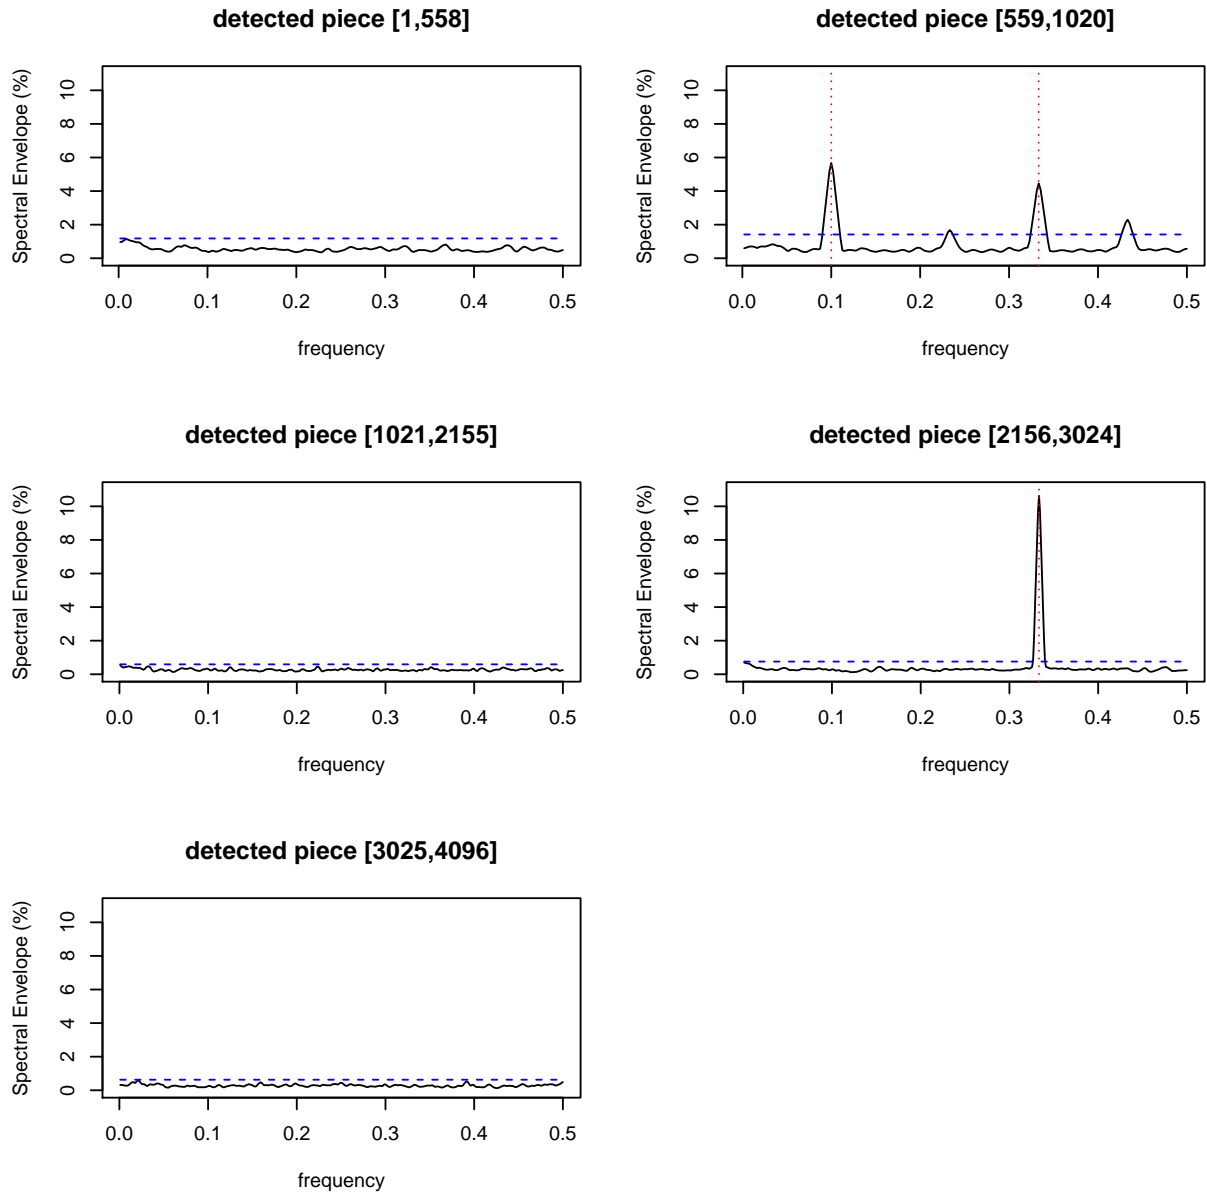 detected piece [1,558]
Spectral Envelope (%)
0 2 4 6 8 10
0.0 0.1 0.2 0.3 0.4 0.5
frequency
detected piece [559,1020]
Spectral Envelope (%)
0 2 4 6 8 10
0.0 0.1 0.2 0.3 0.4 0.5
frequency
detected piece [1021,2155]
Spectral Envelope (%)
0 2 4 6 8 10
0.0 0.1 0.2 0.3 0.4 0.5
frequency
detected piece [2156,3024]
Spectral Envelope (%)
0 2 4 6 8 10
0.0 0.1 0.2 0.3 0.4 0.5
frequency
detected piece [3025,4096]
Spectral Envelope (%)
0 2 4 6 8 10
0.0 0.1 0.2 0.3 0.4 0.5
frequency